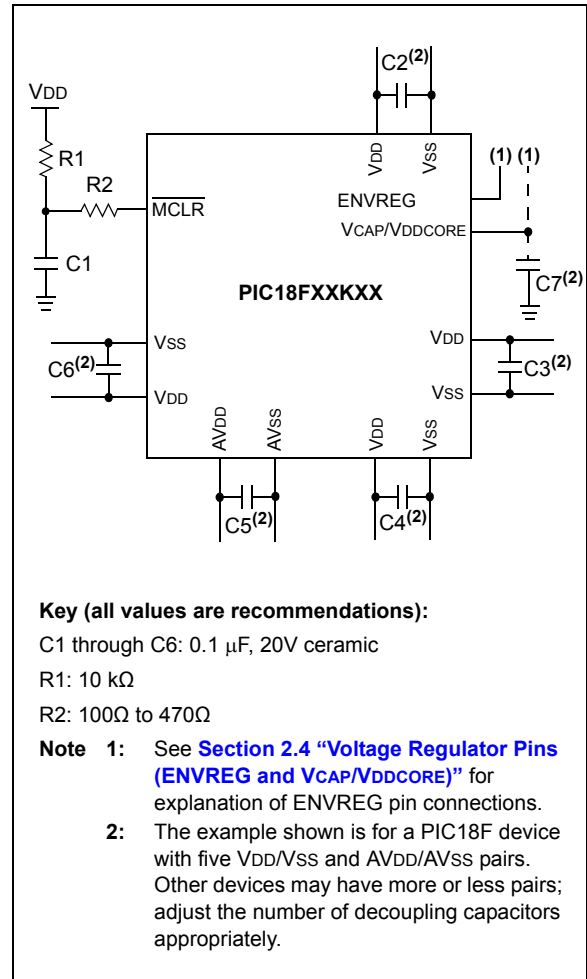 C2(2)
VDD
R1
R2
C1
MCLR
VDD
VSS
(1) (1)
ENVREG
VCAP/VDDCORE
C7(2)
PIC18FXXKXX
VSS
VDD
C6(2)
C3(2)
VDD
VSS
AVDD
AVSS
VDD
VSS
C5(2)
C4(2)
Key (all values are recommendations):
C1 through C6: 0.1 μF, 20V ceramic
R1: 10 kΩ
R2: 100Ω to 470Ω
Note 1: See Section 2.4 “Voltage Regulator Pins
(ENVREG and VCAP/VDDCORE)” for
explanation of ENVREG pin connections.
2: The example shown is for a PIC18F device
with five VDD/VSS and AVDD/AVSS pairs.
Other devices may have more or less pairs;
adjust the number of decoupling capacitors
appropriately.